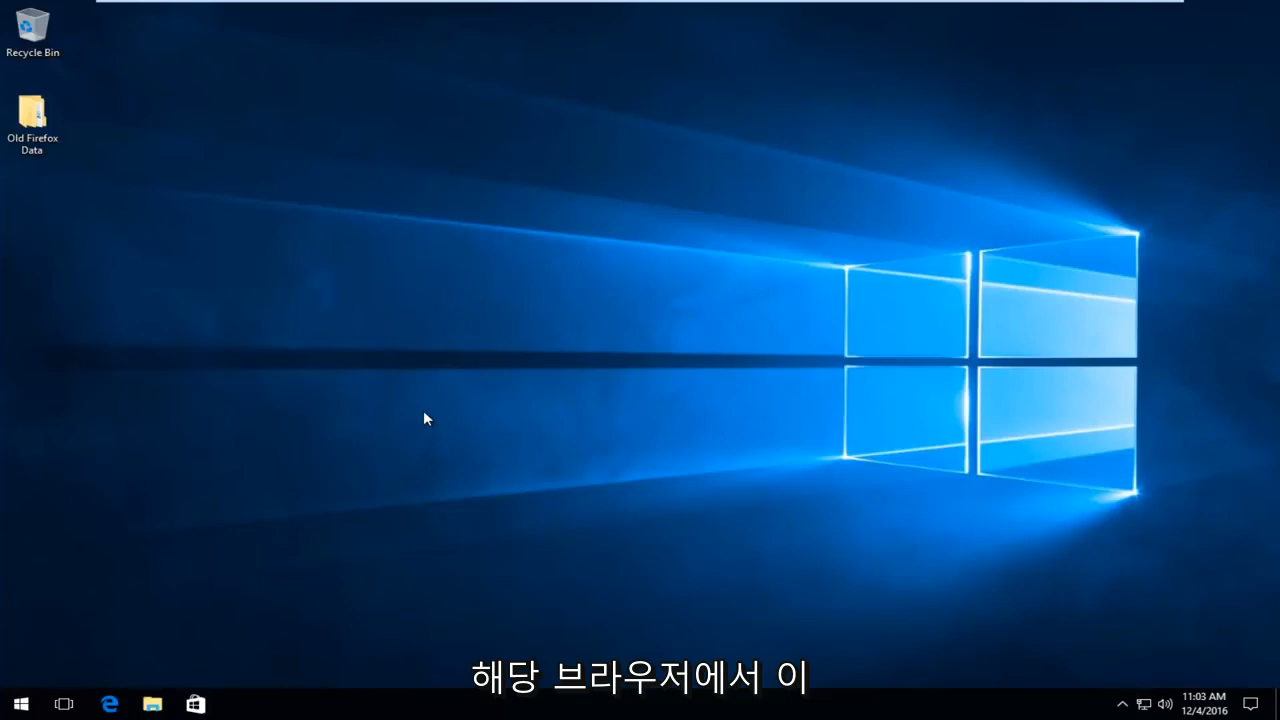 Recycle Bin
Old Firefox
Data
해당 브라우저에서 이
11:03 AM
12/4/2016